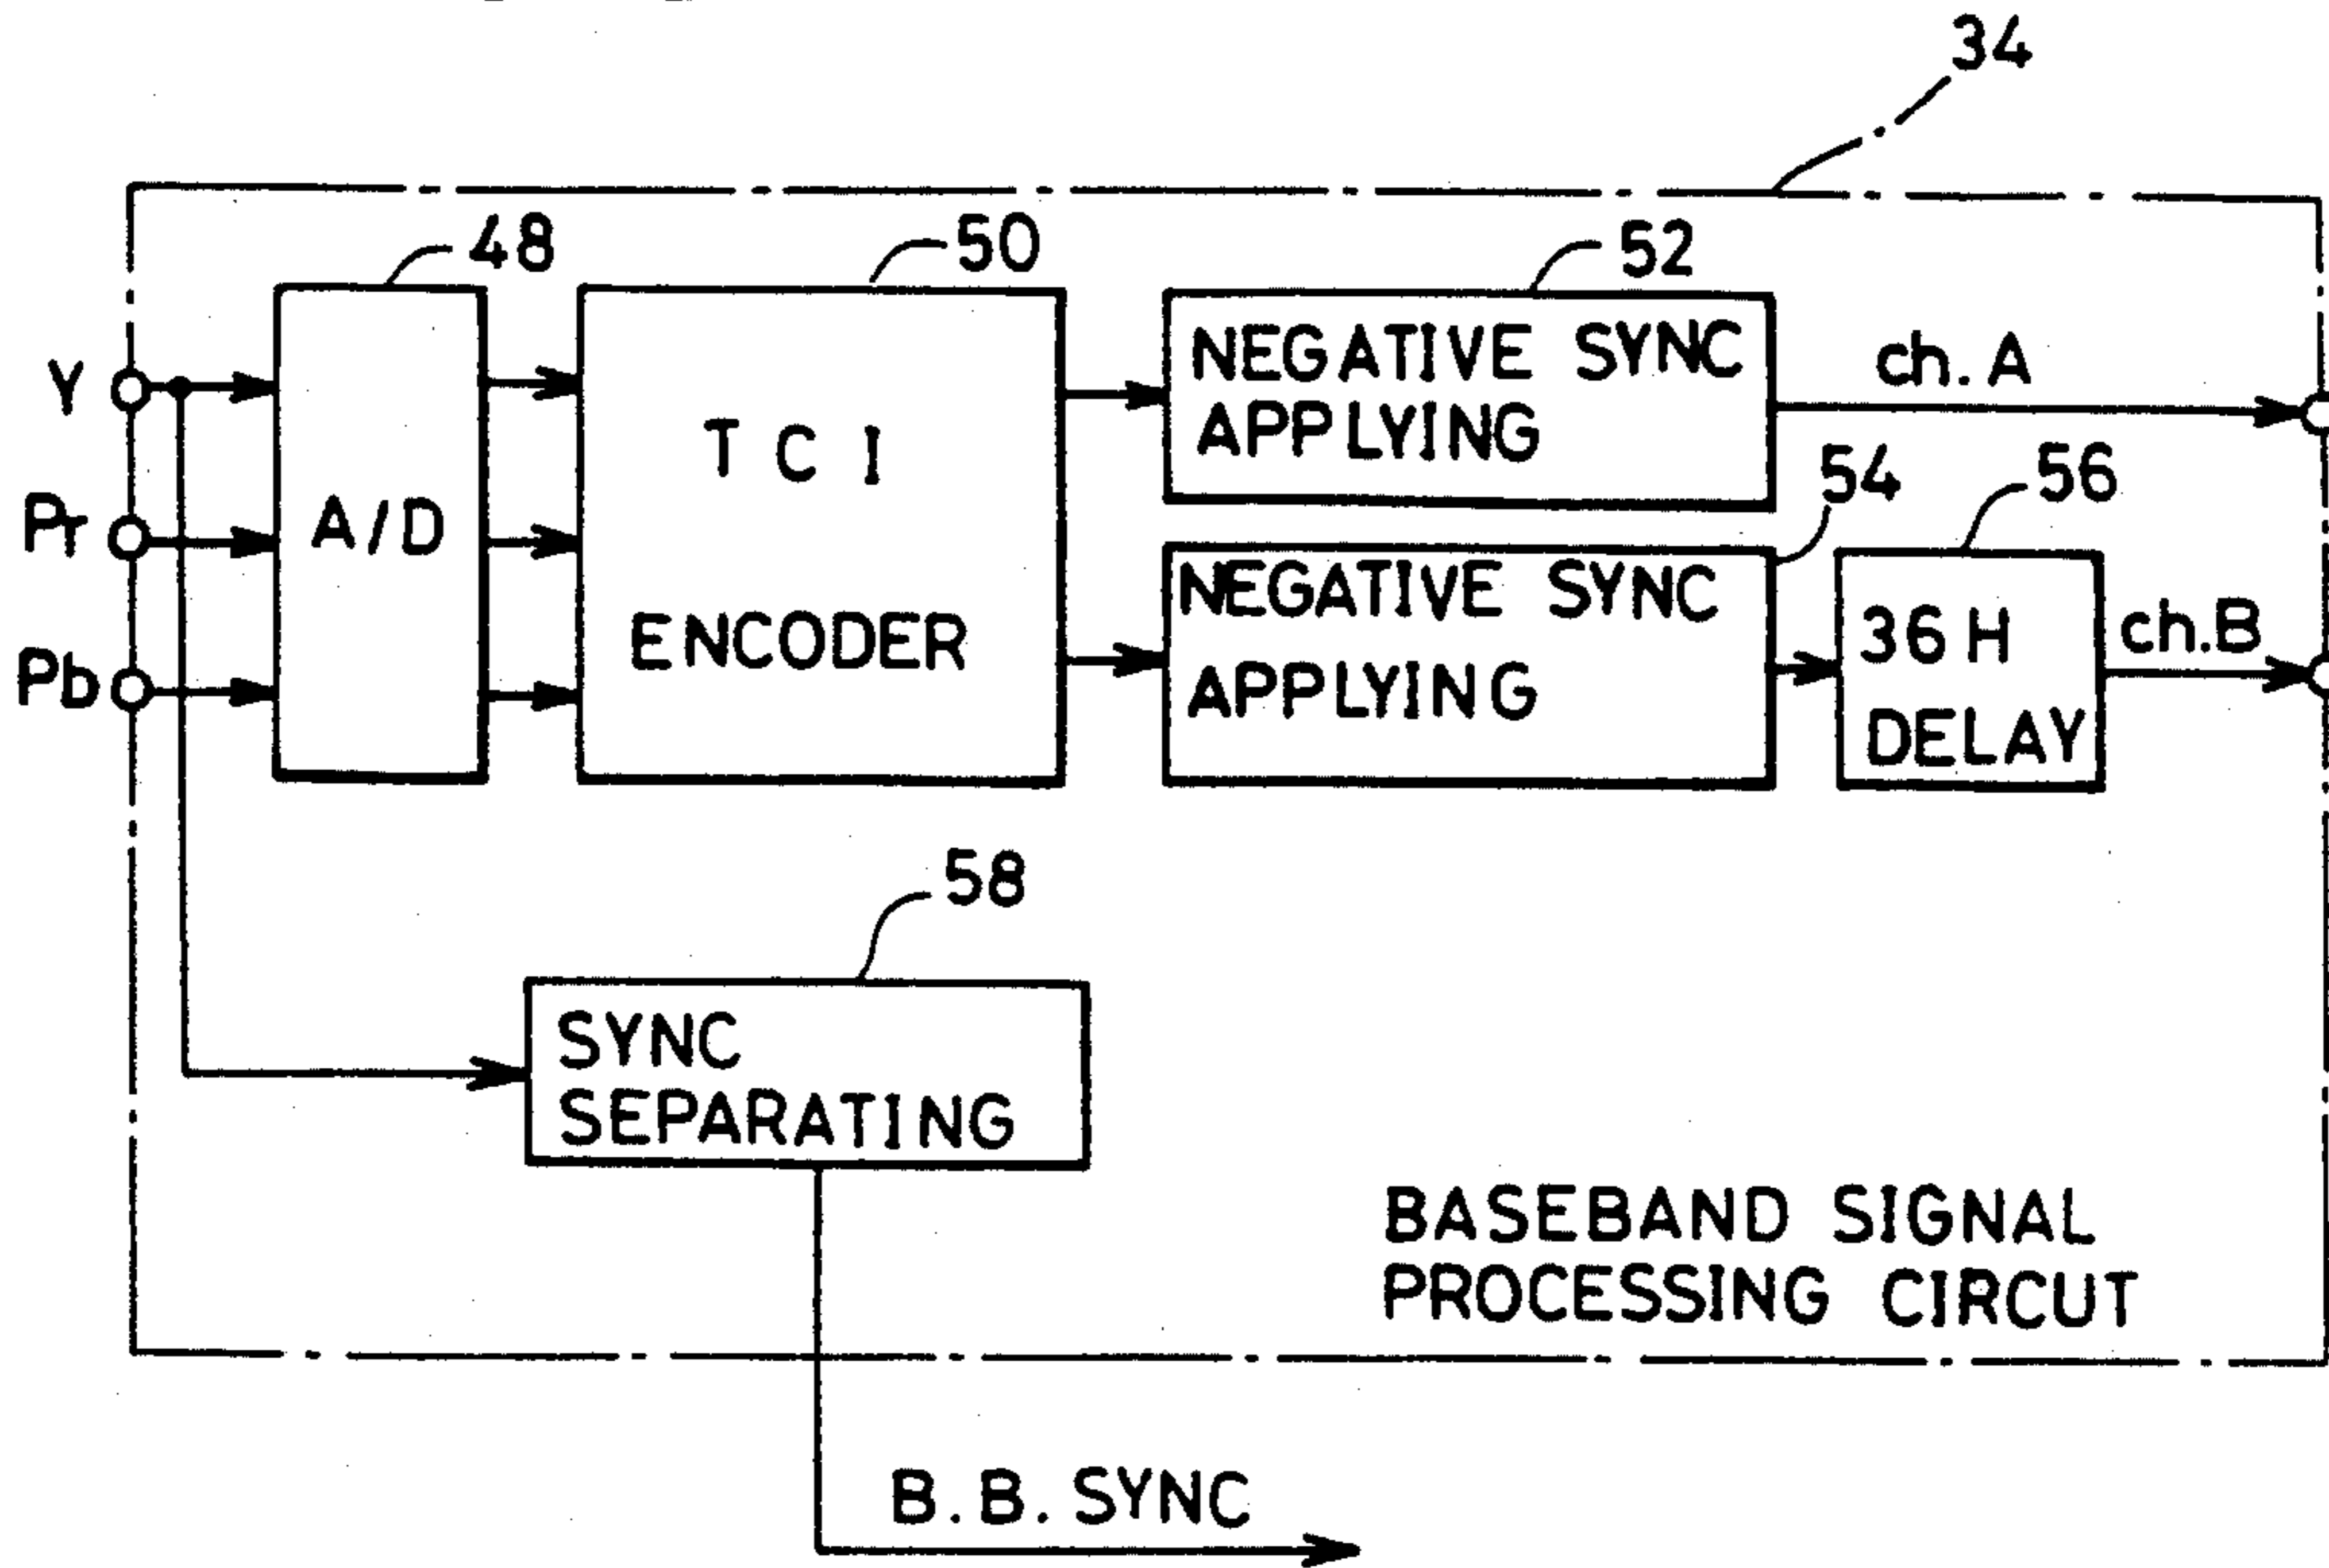 34
48
50
52
Y
Pr
Pb
A/D
T C I
ENCODER
NEGATIVE SYNC
APPLYING
ch. A
54
56
NEGATIVE SYNC
APPLYING
36 H
DELAY
ch.B
58
SYNC
SEPARATING
BASEBAND SIGNAL
PROCESSING CIRCUT
B.B. SYNC